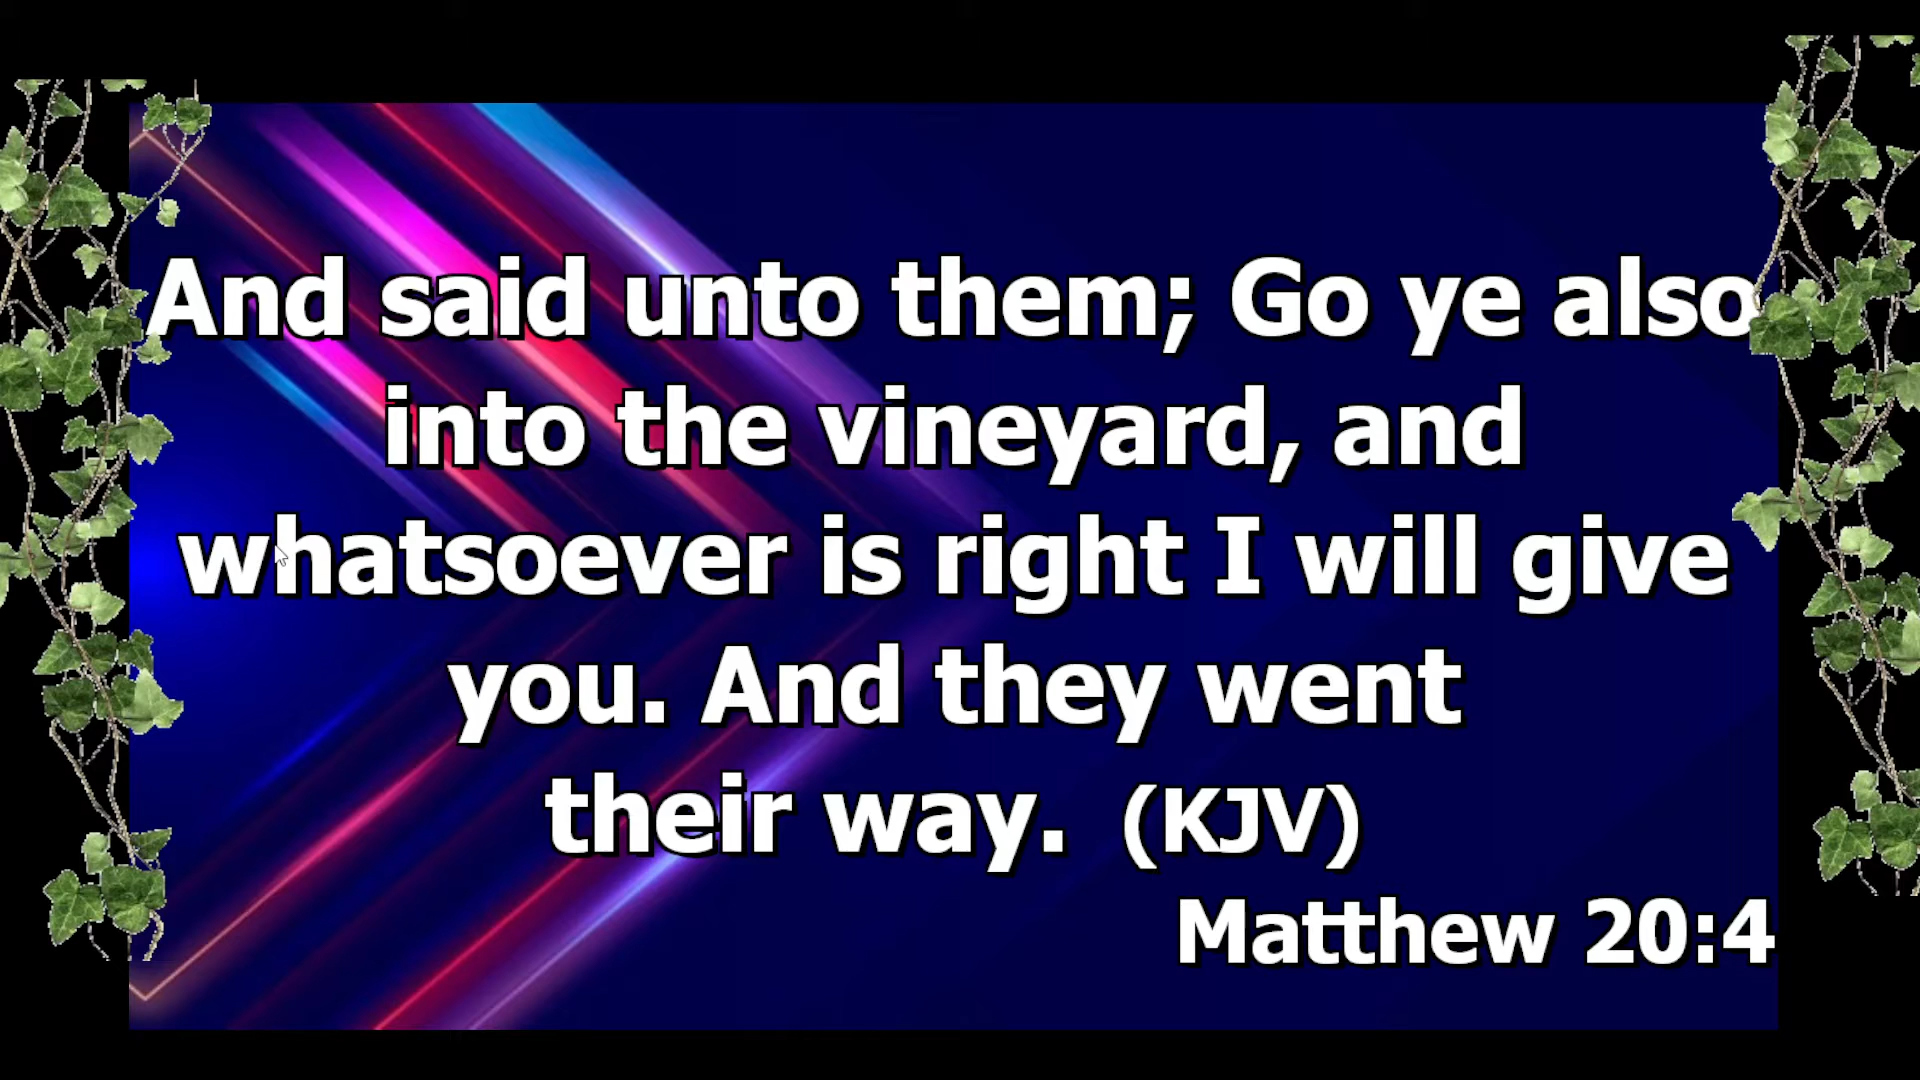 And said unto them; Go ye also
into the vineyard, and
whatsoever is right I will give
you. And they went
their way. (KJV)
Matthew 20:4